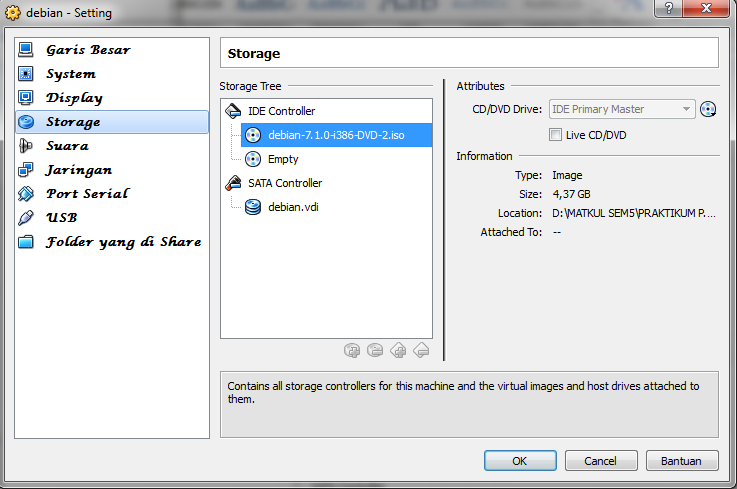 debian - Setting
Garis Besar
System
Display
Storage
Suara
Jaringan
Port Serial
USB
Folder yang di Share
Storage
Storage Tree
IDE Controller
debian-7.1.0-i386-DVD-2.iso
Empty
SATA Controller
debian.vdi
Attributes
CD/DVD Drive: IDE Primary Master
Live CD/DVD
Information
Type: Image
Size: 4,37 GB
Location: D:\MATKUL SEM5\PRAKTIKUM P....
Attached To: --
Contains all storage controllers for this machine and the virtual images and host drives attached to
them.
OK Cancel Bantuan